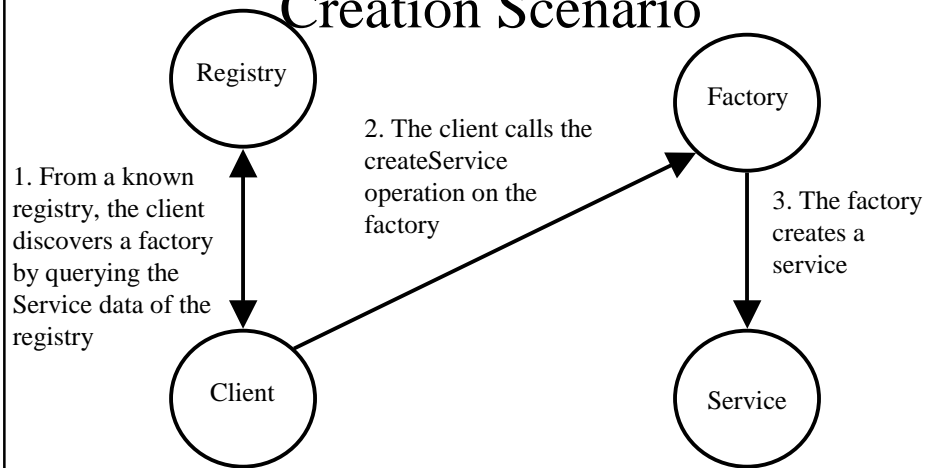 Creation Scenario
Registry
Factory
2. The client calls the
createService
operation on the
factory
1. From a known
registry, the client
discovers a factory
by querying the
Service data of the
registry
3. The factory
creates a
service
Client
Service